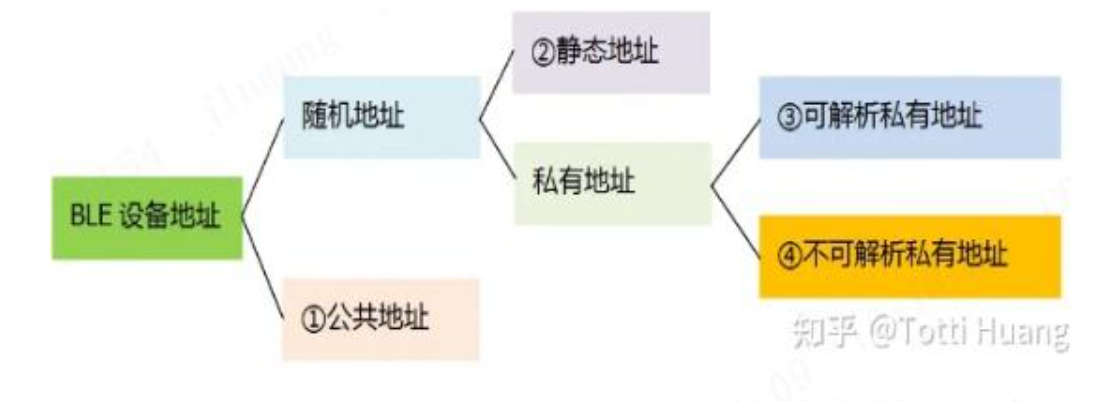 ②静态地址
随机地址
③可解析私有地址
私有地址
BLE 设备地址
④不可解析私有地址
①公共地址
知乎 @Totti Huang